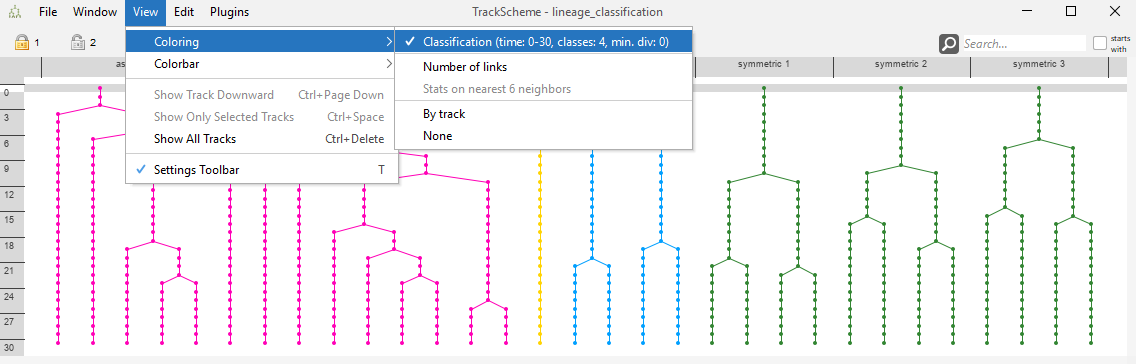 File Window View Edit Plugins TrackScheme - lineage_classification
1 2 Search... starts
with
Coloring
Colorbar
Show Track Downward Ctrl+Page Down
Show Only Selected Tracks Ctrl+Space
Show All Tracks Ctrl+Delete
Settings Toolbar T
Classification (time: 0-30, classes: 4, min. div: 0)
Number of links
Stats on nearest 6 neighbors
By track
None
as symmetric 1 symmetric 2 symmetric 3
0
3
6
9
12
15
18
21
24
27
30